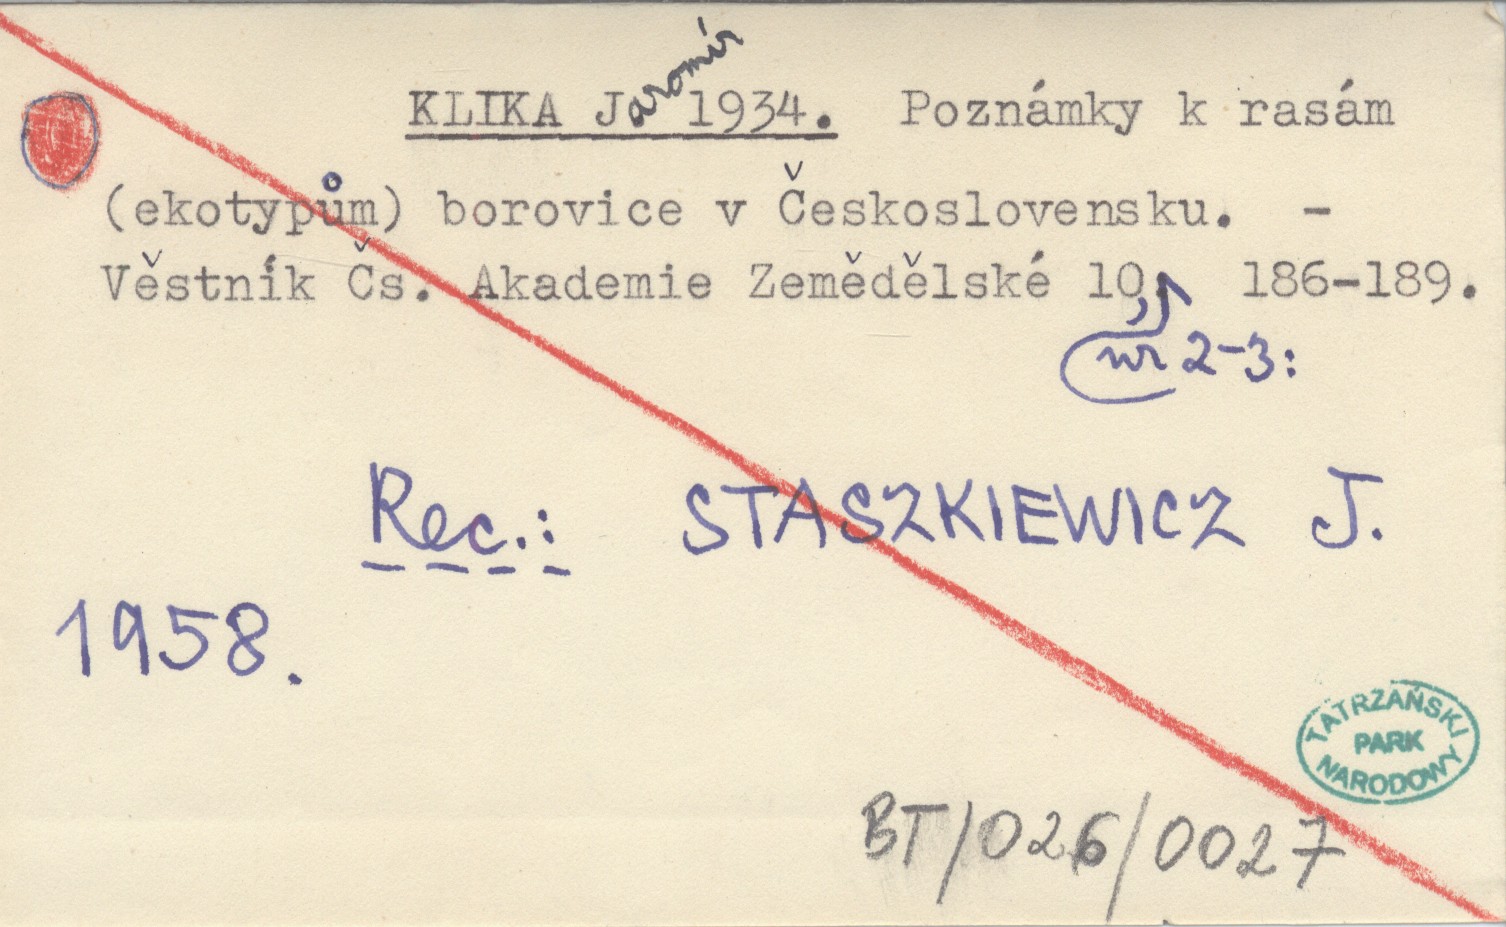 KLIKA Jaromir 1934. Poznámky k rasám
(ekotypům) borovice v Československu. -
Věstník Čs. Akademie Zemědělské 10, 186-189.
nr 2-3:
Rec.: STASZKIEWICZ J.
1958.
TATRZAŃSKI
PARK
NARODOWY
BT/026/0027